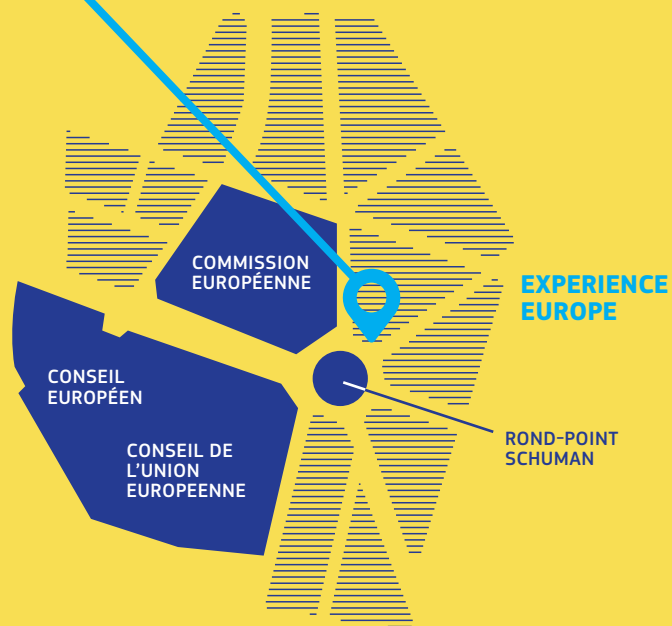 COMMISSION
EUROPÉENNE
EXPERIENCE
EUROPE
CONSEIL
EUROPÉEN
ROND-POINT
SCHUMAN
CONSEIL DE
L'UNION
EUROPEENNE